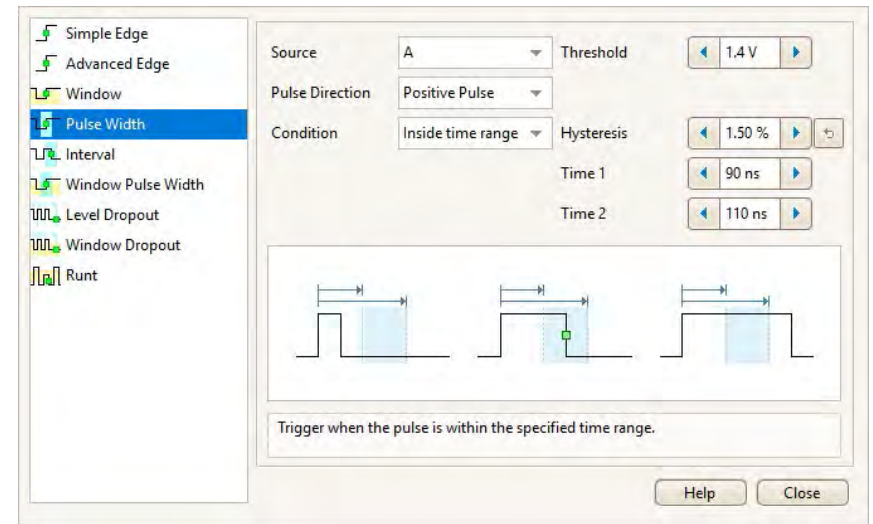 Simple Edge
Advanced Edge
Window
Pulse Width
Interval
Window Pulse Width
Level Dropout
Window Dropout
Runt
Source A Threshold 1.4 V
Pulse Direction Positive Pulse
Condition Inside time range Hysteresis 1.50 %
Time 1 90 ns
Time 2 110 ns
Trigger when the pulse is within the specified time range.
Help Close